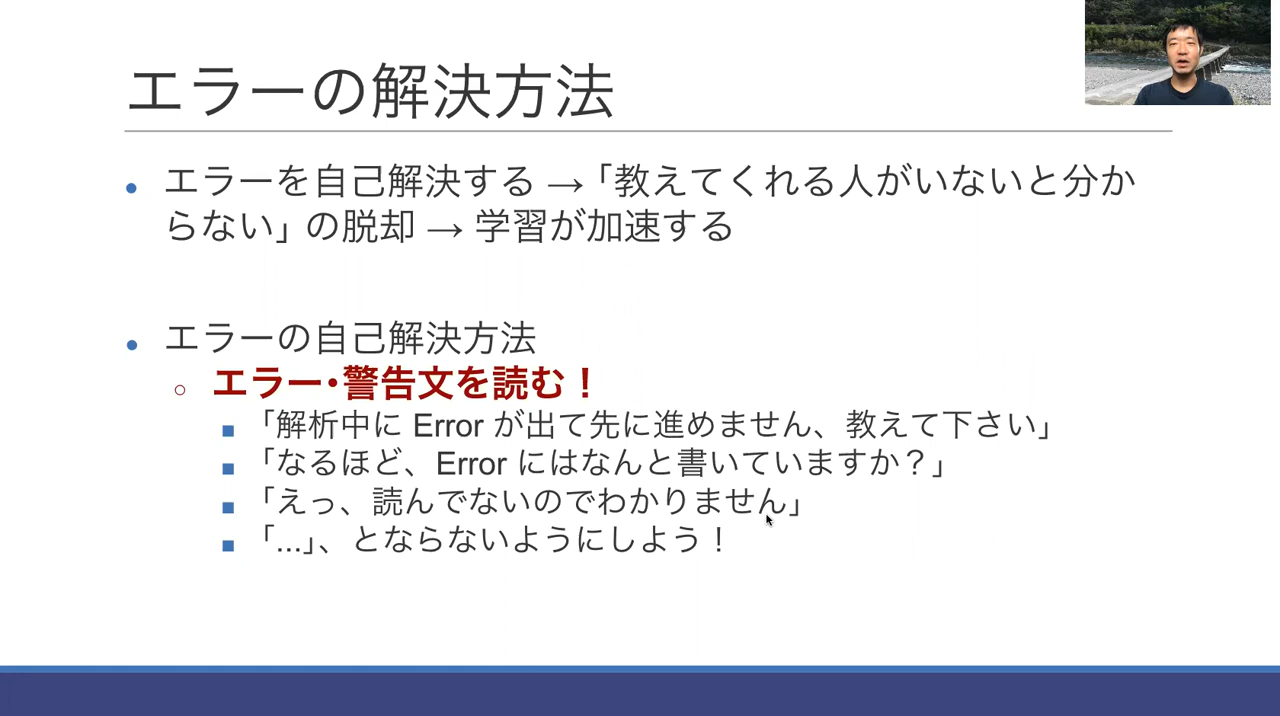 エラーの解決方法
エラーを自己解決する → 「教えてくれる人がいないと分か
らない」 の脱却 → 学習が加速する
エラーの自己解決方法
エラー・警告文を読む！
「解析中に Error が出て先に進めません、教えて下さい」
「なるほど、Error にはなんと書いていますか？」
「えっ、読んでないのでわかりません」
「...」、とならないようにしよう！